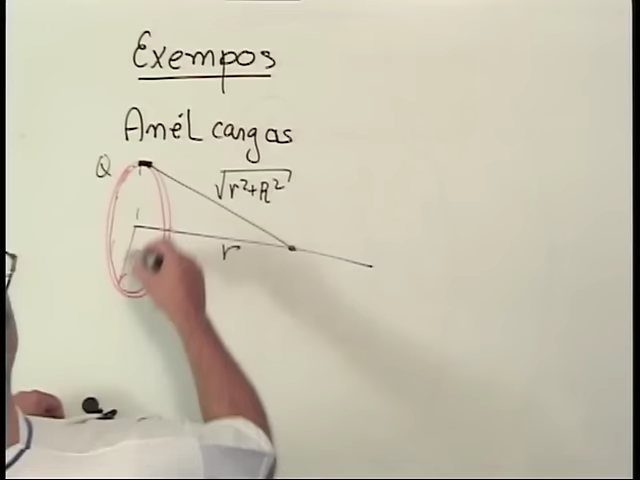 Exempos
Anél cargas
Q
√r²+R²
r